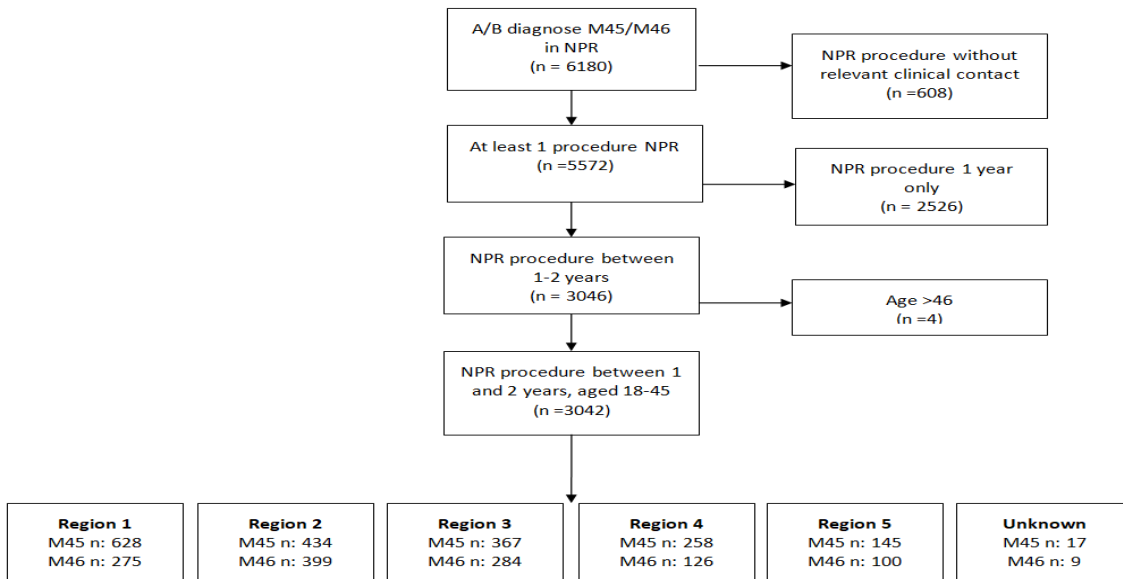 A/B diagnose M45/M46
in NPR
(n = 6180)
NPR procedure without
relevant clinical contact
(n =608)
At least 1 procedure NPR
(n =5572)
NPR procedure 1 year
only
(n = 2526)
NPR procedure between
1-2 years
(n = 3046)
Age >46
(n =4)
NPR procedure between 1
and 2 years, aged 18-45
(n =3042)
Region 1
M45 n: 628
M46 n: 275
Region 2
M45 n: 434
M46 n: 399
Region 3
M45 n: 367
M46 n: 284
Region 4
M45 n: 258
M46 n: 126
Region 5
M45 n: 145
M46 n: 100
Unknown
M45 n: 17
M46 n: 9